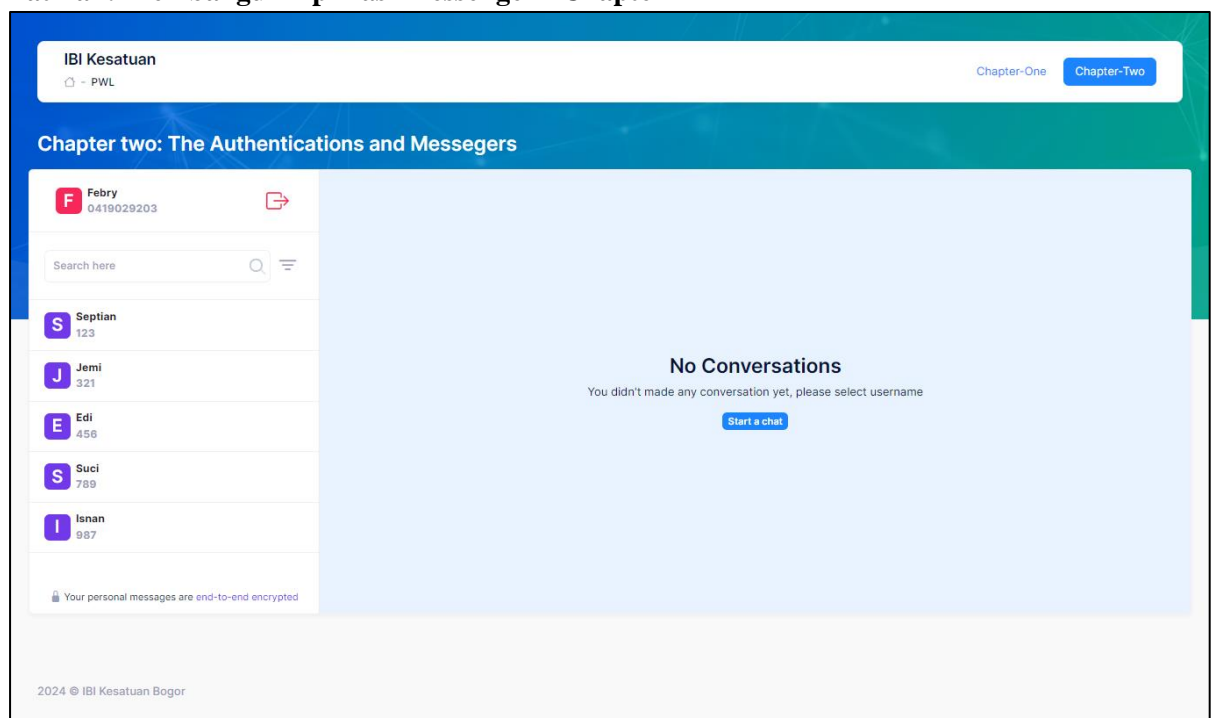 IBI Kesatuan
- PWL
Chapter-One
Chapter-Two
Chapter two: The Authentications and Messegers
F
Febry
0419029203
Search here
S
Septian
123
J
Jemi
321
E
Edi
456
S
Suci
789
I
Isnan
987
Your personal messages are end-to-end encrypted
No Conversations
You didn't made any conversation yet, please select username
Start a chat
2024 © IBI Kesatuan Bogor